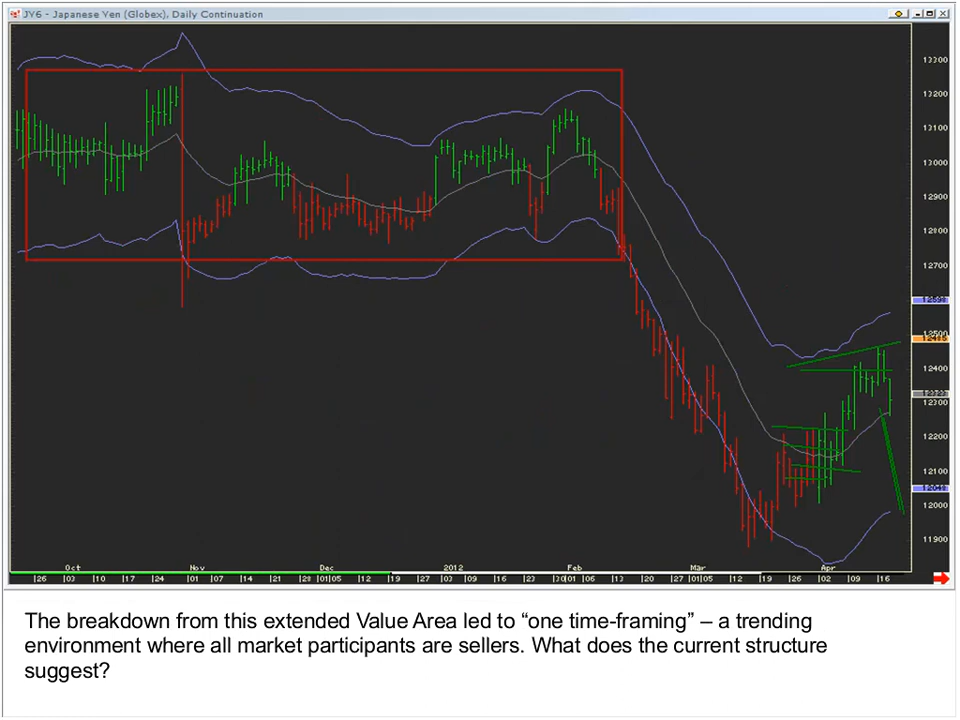 JY6 - Japanese Yen (Globex), Daily Continuation
13300
13200
13100
13000
12900
12800
12700
12598
12500
12415
12400
12300
12200
12100
12049
12000
11900
Oct Nov Dec 2012 Feb Mar Apr
|26 |03 |10 |17 |24 |01 |07 |14 |21 |28 |01|05 |12 |19 |27 |03 |09 |16 |23 |30|01 |06 |13 |20 |27 |01|05 |12 |19 |26 |02 |09 |16
The breakdown from this extended Value Area led to “one time-framing” – a trending
environment where all market participants are sellers. What does the current structure
suggest?